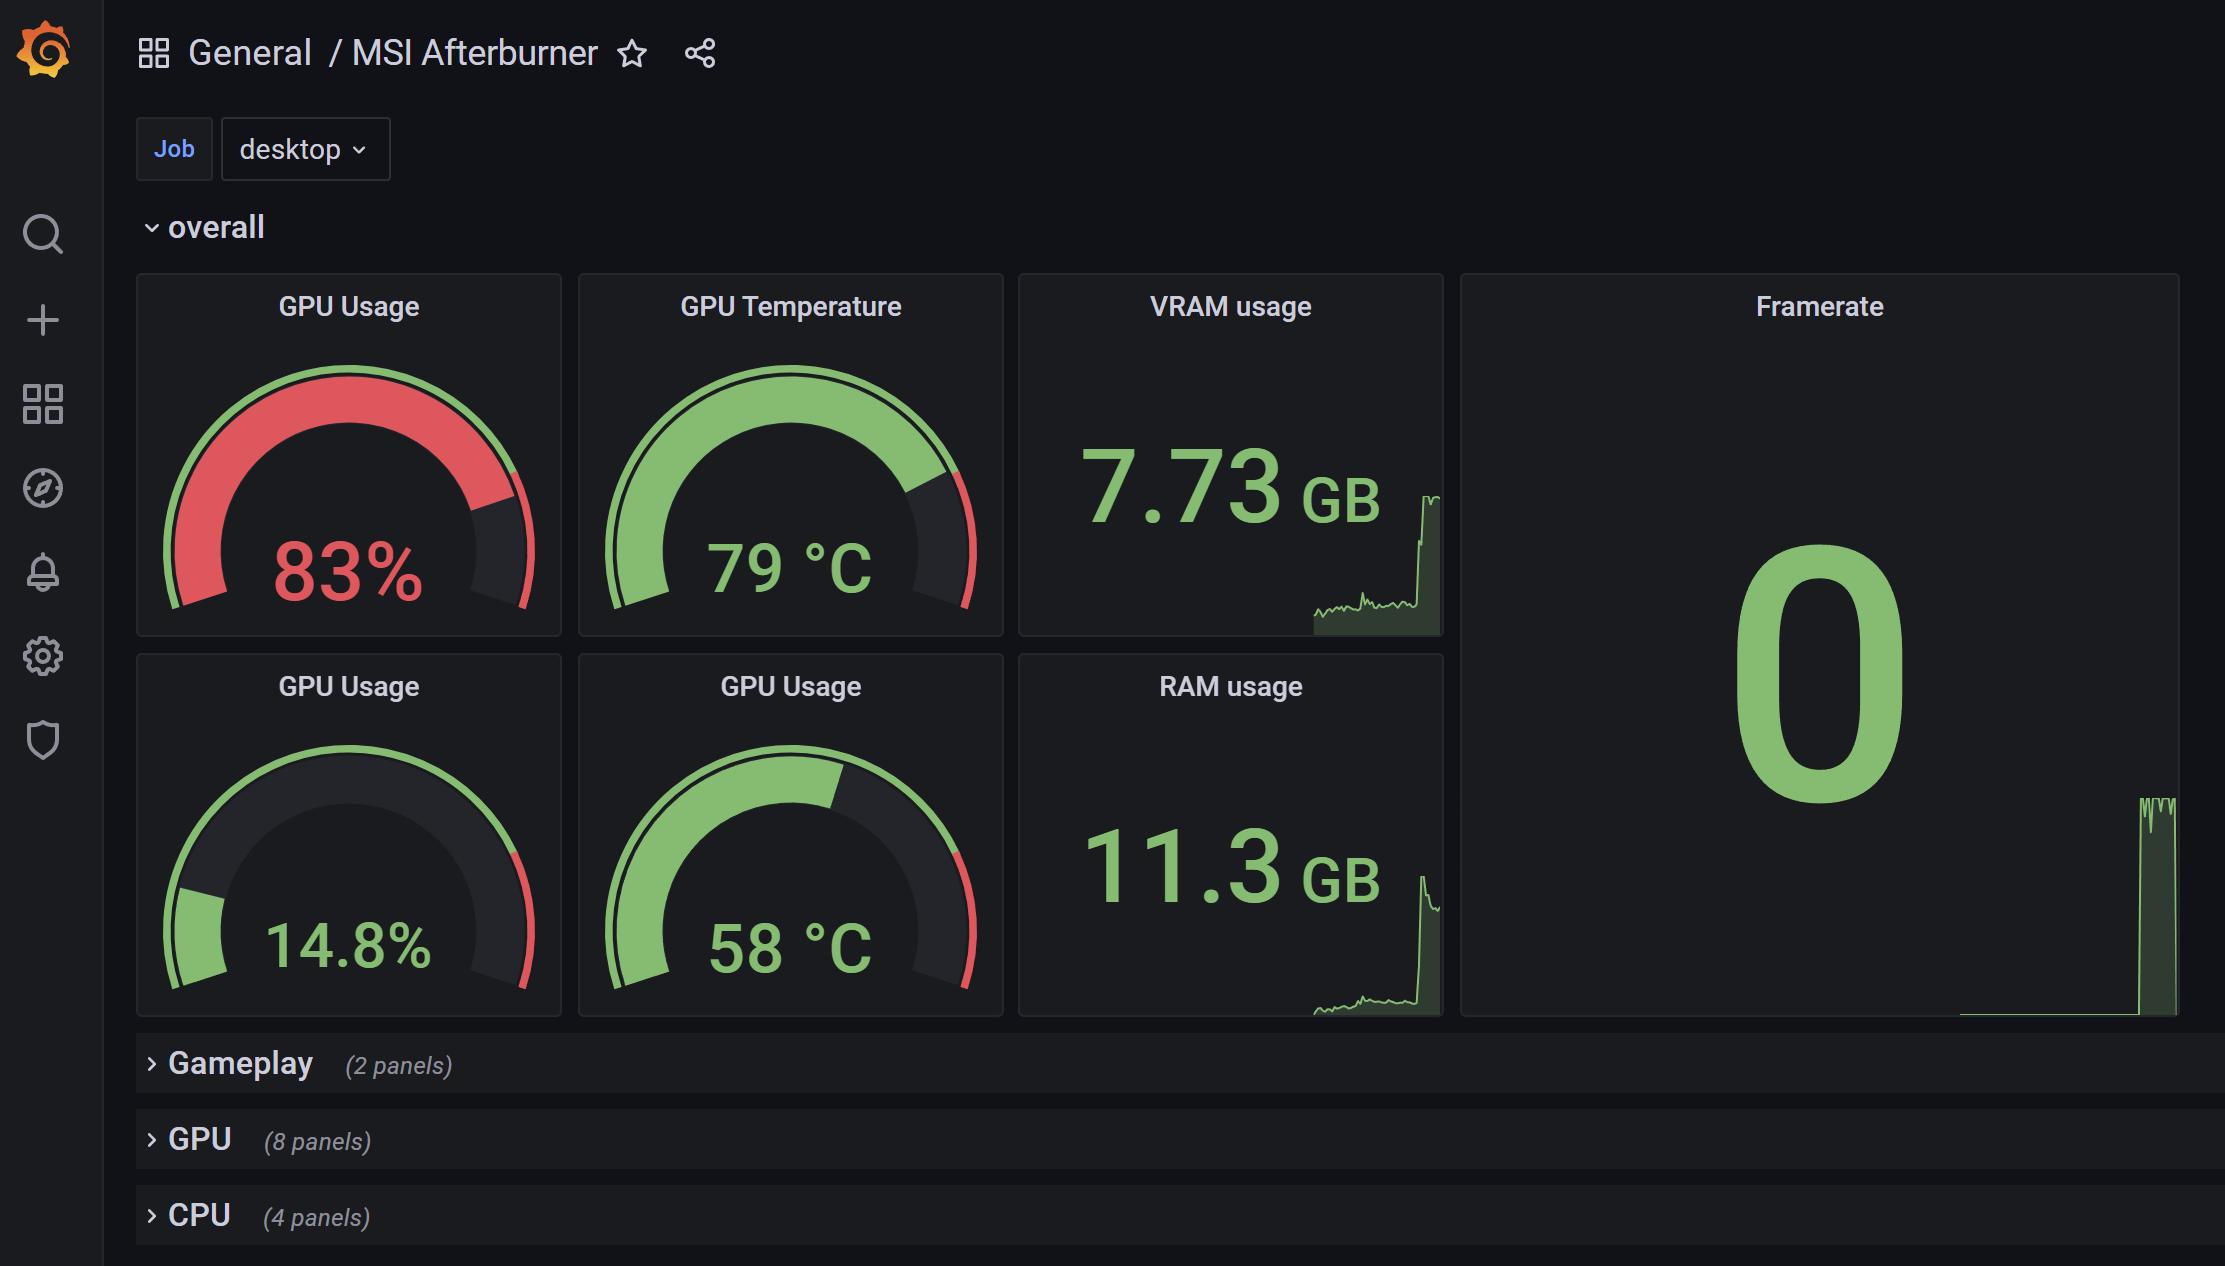 General / MSI Afterburner
Job desktop
overall
GPU Usage
83%
GPU Temperature
79 °C
VRAM usage
7.73 GB
Framerate
0
GPU Usage
14.8%
GPU Usage
58 °C
RAM usage
11.3 GB
Gameplay (2 panels)
GPU (8 panels)
CPU (4 panels)